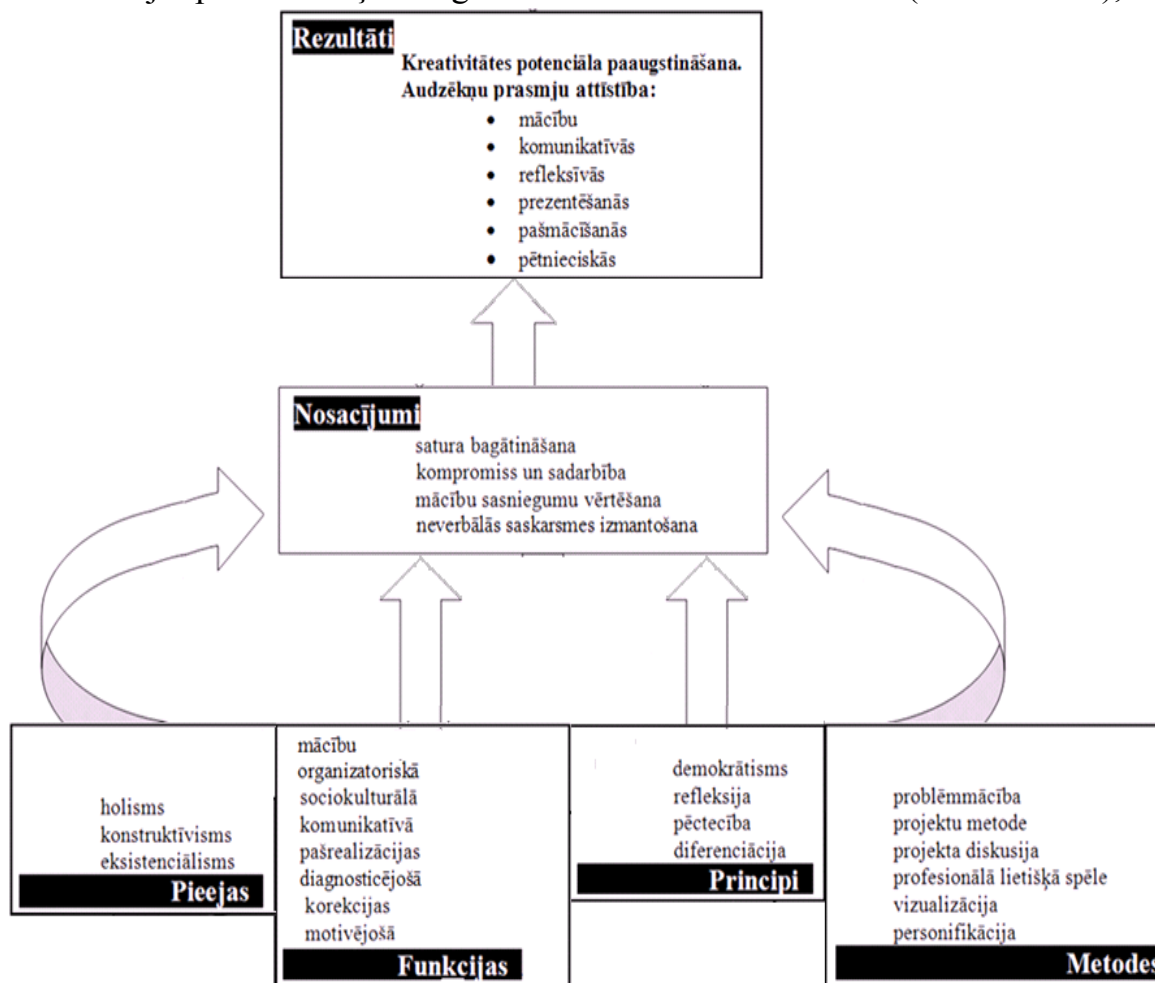 Rezultāti
Kreativitātes potenciāla paaugstināšana.
Audzēkņu prasmju attīstība:
• mācību
• komunikatīvās
• refleksīvās
• prezentēšanās
• pašmācīšanās
• pētnieciskās
Nosacījumi
satura bagātināšana
kompromiss un sadarbība
mācību sasniegumu vērtēšana
neverbālās saskarsmes izmantošana
holisms
konstruktīvisms
eksistenciālisms
Pieejas
mācību
organizatoriskā
sociokulturālā
komunikatīvā
pašrealizācijas
diagnosticējošā
korekcijas
motivējošā
Funkcijas
demokrātisms
refleksija
pēctecība
diferenciācija
Principi
problēmmācība
projektu metode
projekta diskusija
profesionālā lietišķā spēle
vizualizācija
personifikācija
Metodes